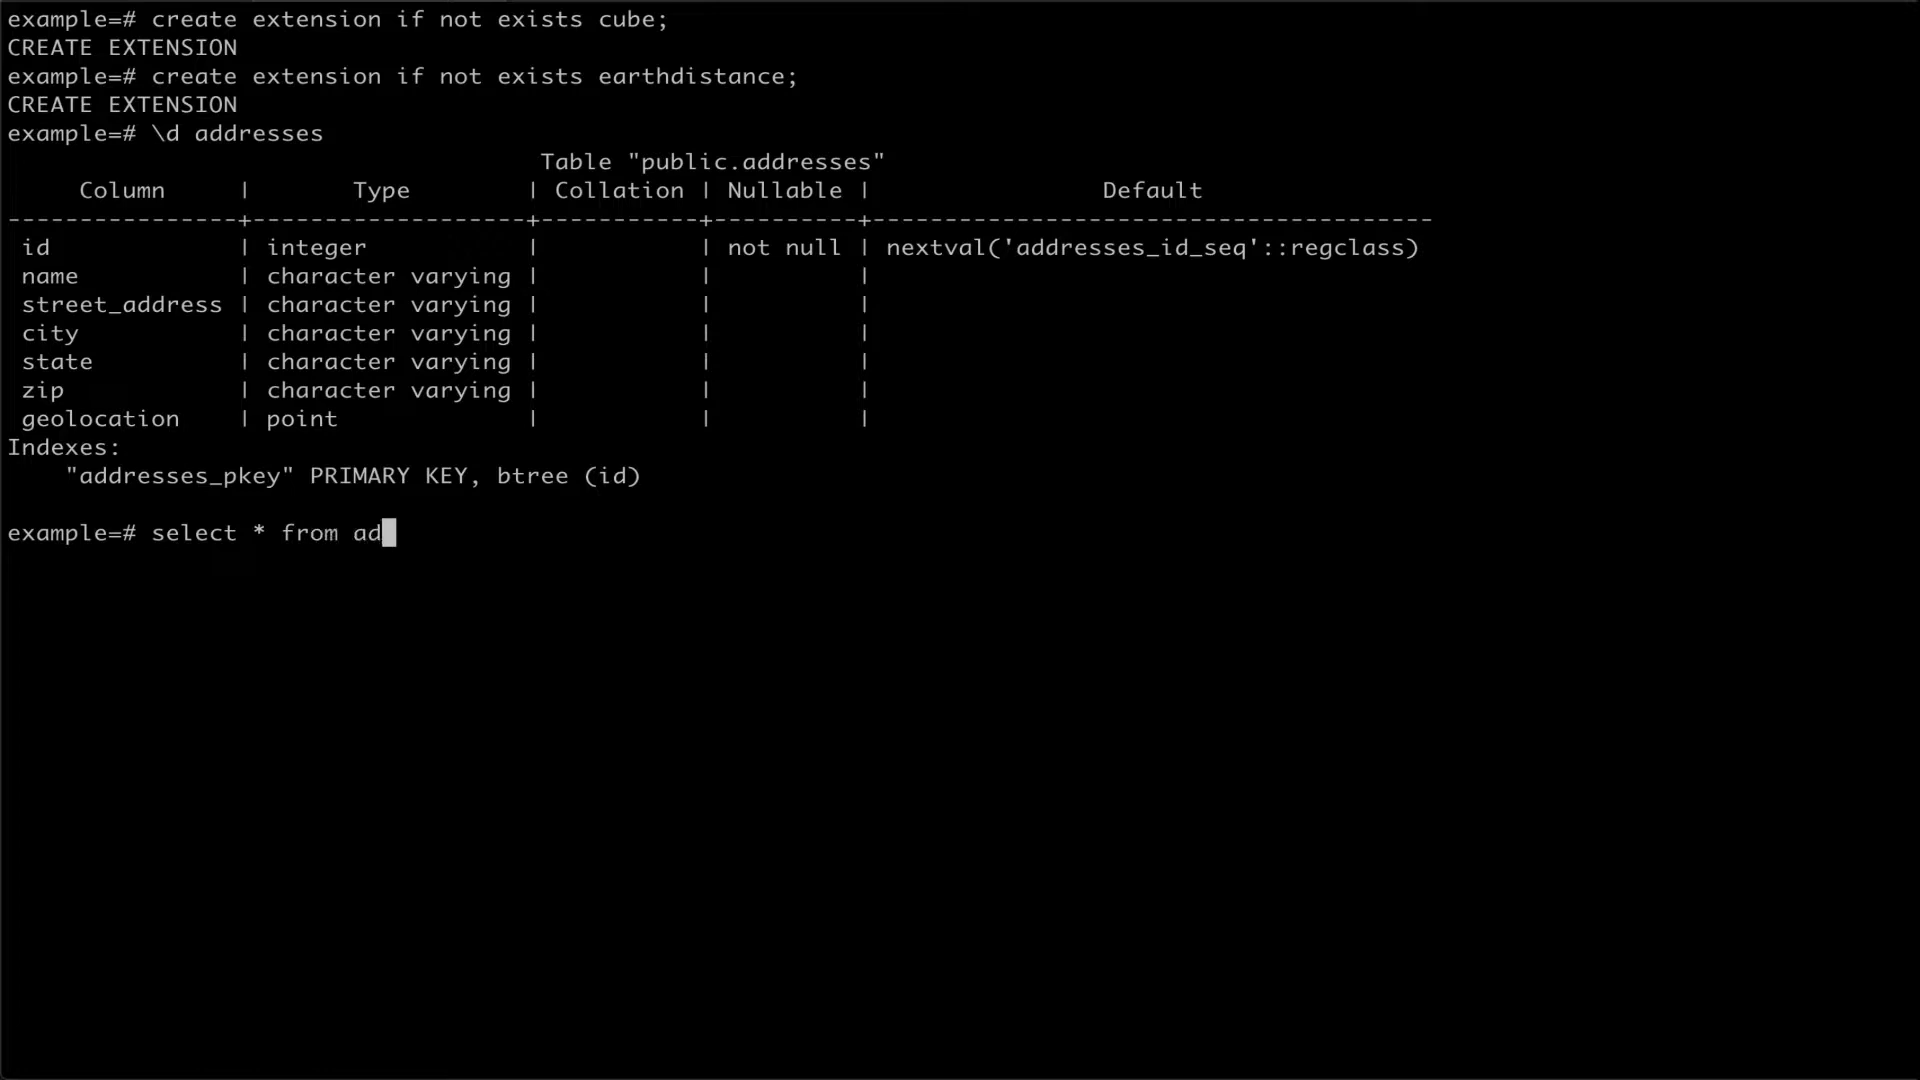 example=# create extension if not exists cube;
CREATE EXTENSION
example=# create extension if not exists earthdistance;
CREATE EXTENSION
example=# \d addresses
                                     Table "public.addresses"
     Column     |       Type        | Collation | Nullable |                Default
----------------+-------------------+-----------+----------+---------------------------------------
 id             | integer           |           | not null | nextval('addresses_id_seq'::regclass)
 name           | character varying |           |          |
 street_address | character varying |           |          |
 city           | character varying |           |          |
 state          | character varying |           |          |
 zip            | character varying |           |          |
 geolocation    | point             |           |          |
Indexes:
    "addresses_pkey" PRIMARY KEY, btree (id)
example=# select * from ad